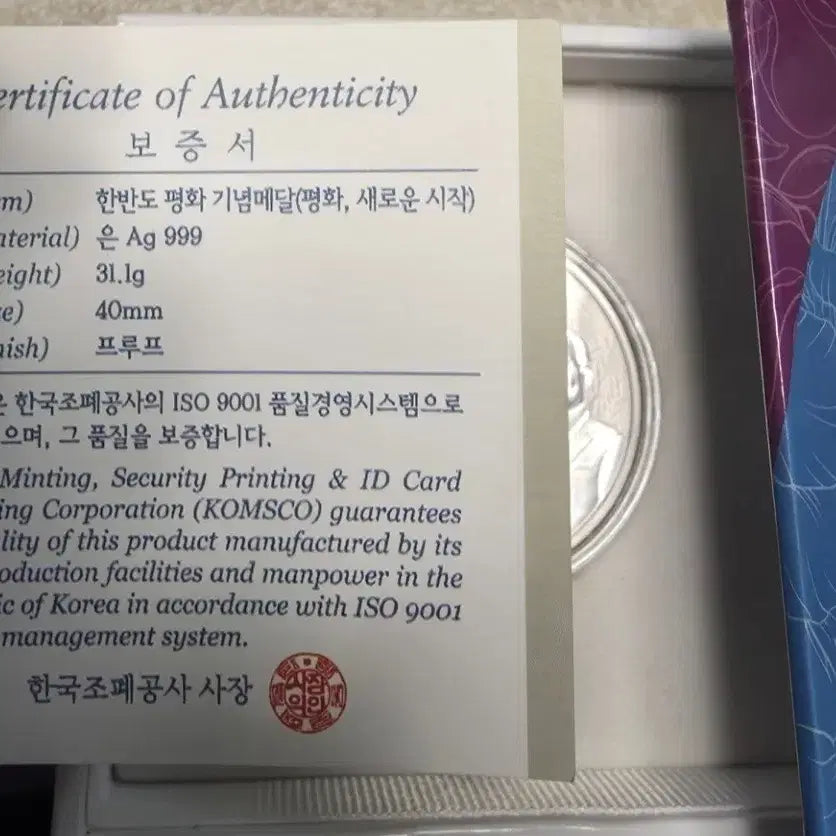 ertificate of Authenticity
보증서
m) 한반도 평화 기념메달(평화, 새로운 시작)
aterial) 은 Ag 999
eight) 31.1g
e) 40mm
ish) 프루프
은 한국조폐공사의 ISO 9001 품질경영시스템으로
으며, 그 품질을 보증합니다.
Minting, Security Printing & ID Card
ing Corporation (KOMSCO) guarantees
lity of this product manufactured by its
oduction facilities and manpower in the
ic of Korea in accordance with ISO 9001
management system.
한국조폐공사 사장